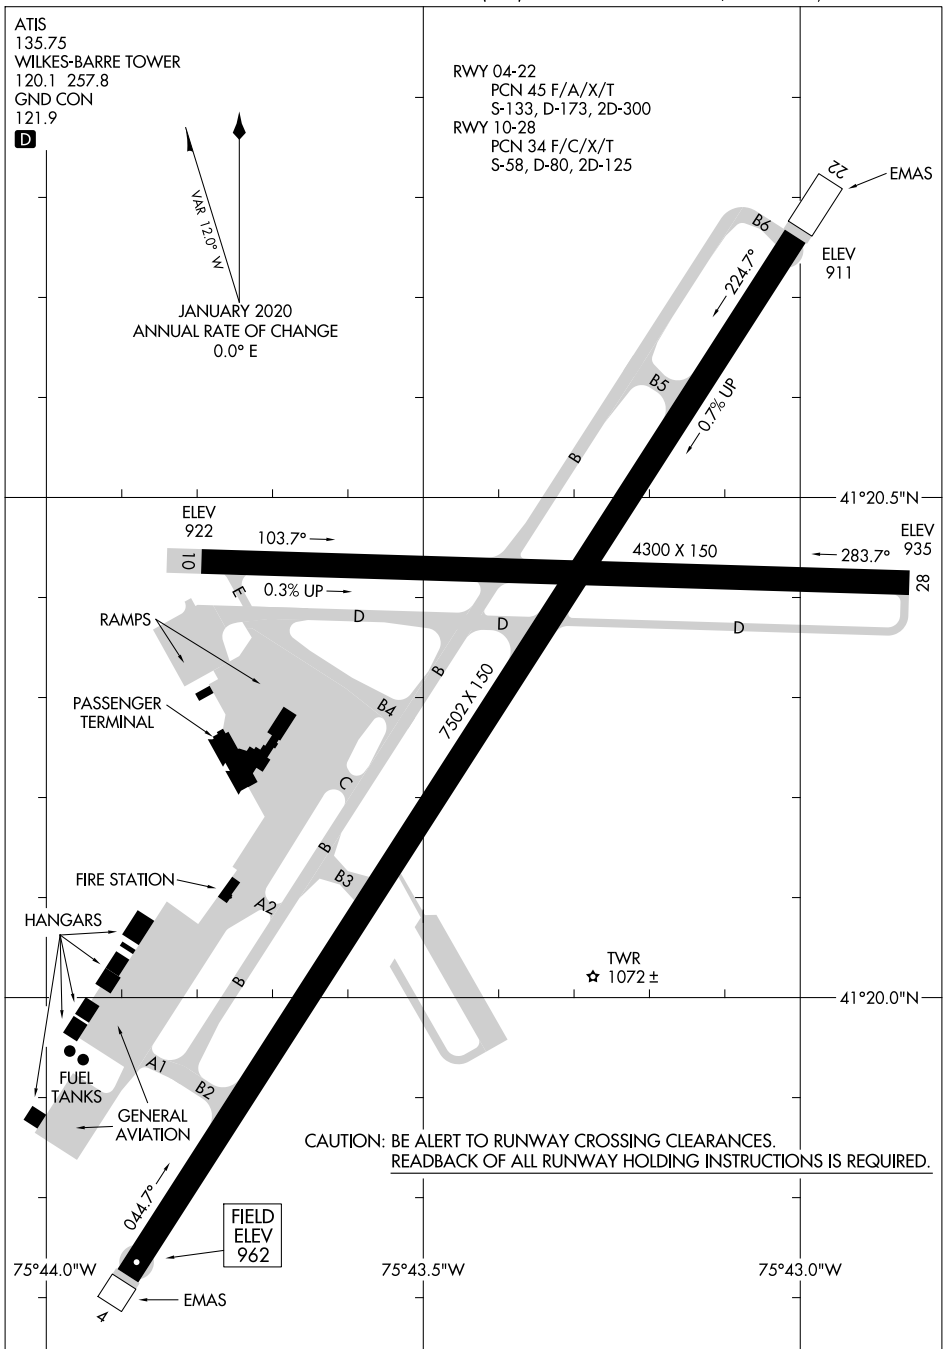 ATIS
135.75
WILKES-BARRE TOWER
120.1 257.8
GND CON
121.9
D
RWY 04-22
PCN 45 F/A/X/T
S-133, D-173, 2D-300
RWY 10-28
PCN 34 F/C/X/T
S-58, D-80, 2D-125
VAR 12.0° W
JANUARY 2020
ANNUAL RATE OF CHANGE
0.0° E
22
EMAS
B6
ELEV
911
224.7°
B5
0.7% UP
B
41°20.5"N
ELEV
922
103.7°
4300 X 150
283.7°
ELEV
935
10
28
E
0.3% UP
D
D
D
RAMPS
B
7502 X 150
PASSENGER
TERMINAL
B4
C
B
B3
FIRE STATION
A2
HANGARS
TWR
1072 ±
B
41°20.0"N
A1
B2
FUEL
TANKS
GENERAL
AVIATION
CAUTION: BE ALERT TO RUNWAY CROSSING CLEARANCES.
READBACK OF ALL RUNWAY HOLDING INSTRUCTIONS IS REQUIRED.
044.7°
FIELD
ELEV
962
75°44.0"W
75°43.5"W
75°43.0"W
EMAS
4